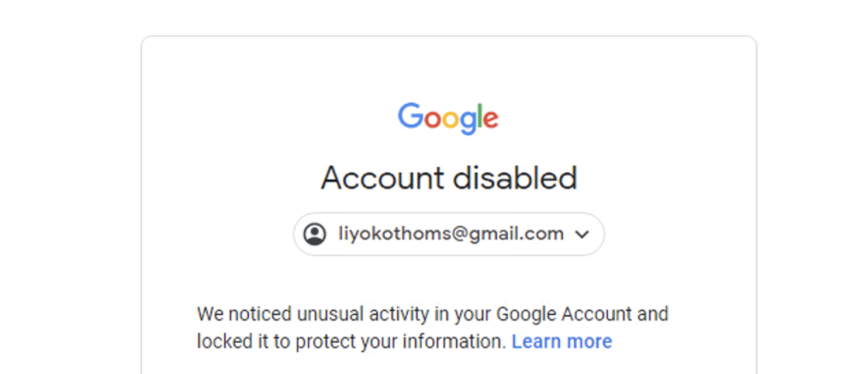 Google
Account disabled
liyokothoms@gmail.com
We noticed unusual activity in your Google Account and
locked it to protect your information. Learn more